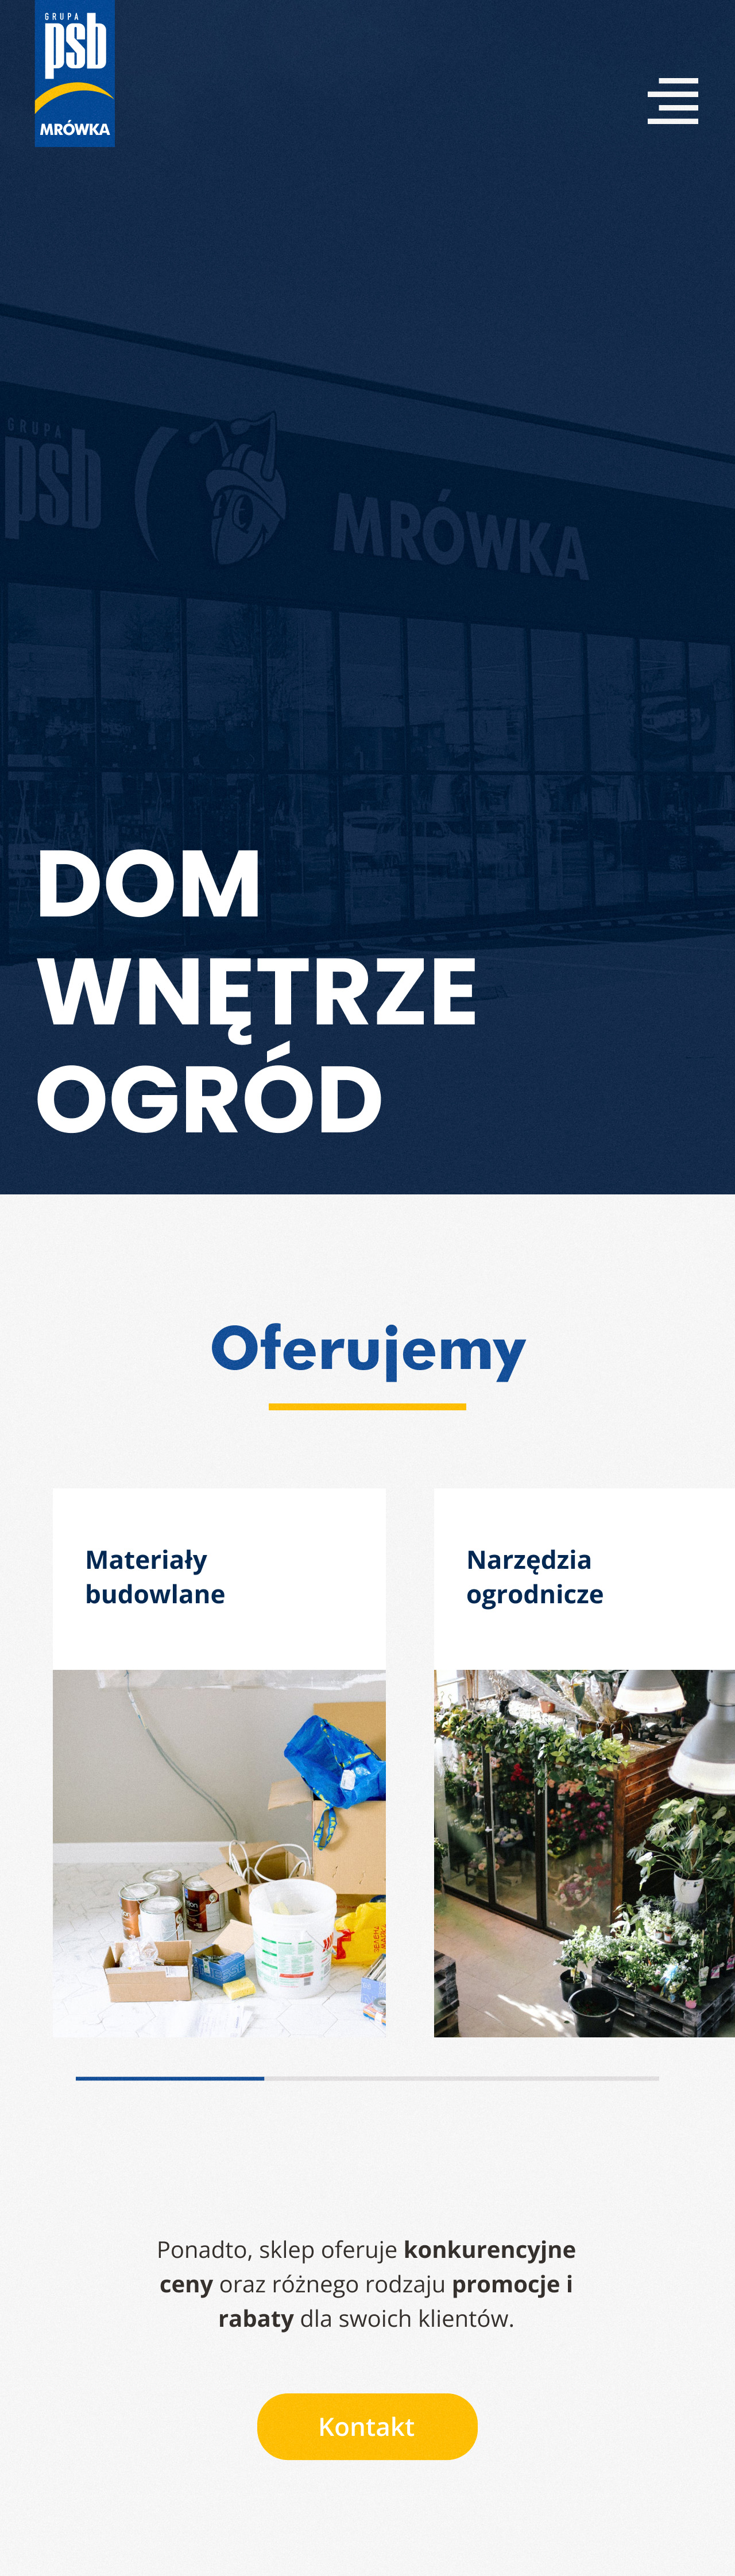 GRUPA
psb
MRÓWKA
GRUPA
psb
MRÓWKA
DOM
WNĘTRZE
OGRÓD
Oferujemy
Materiały
budowlane
Narzędzia
ogrodnicze
Ponadto, sklep oferuje konkurencyjne
ceny oraz różnego rodzaju promocje i
rabaty dla swoich klientów.
Kontakt